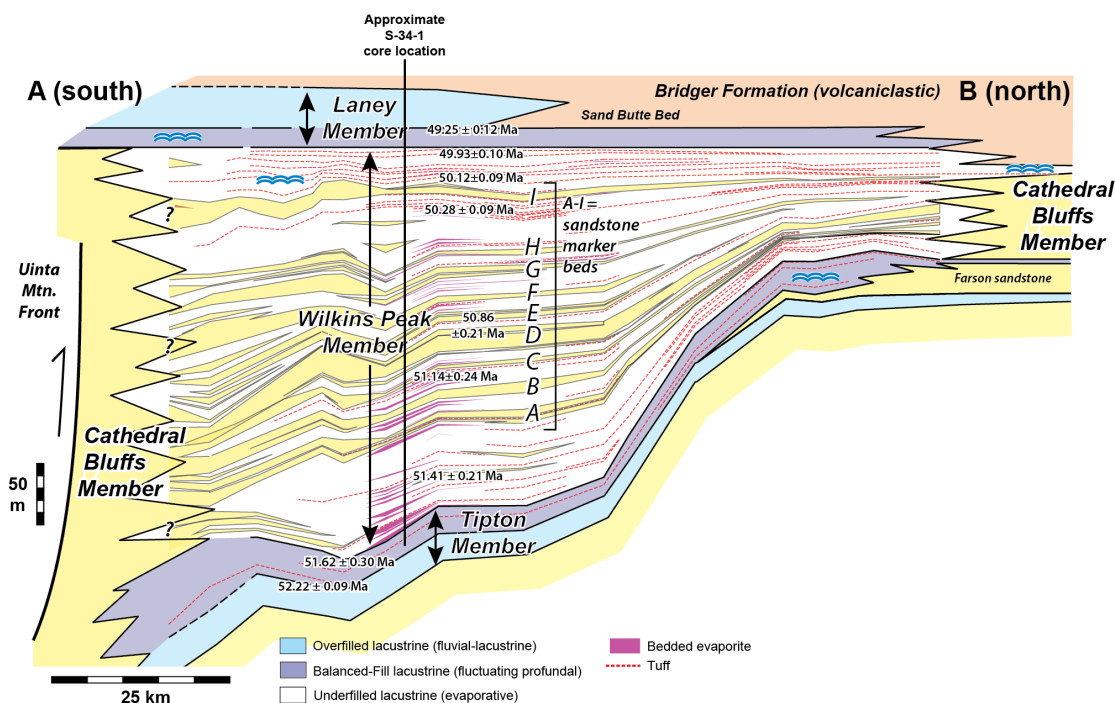 Approximate
S-34-1
core location
A (south)
B (north)
Bridger Formation (volcaniclastic)
Sand Butte Bed
Laney
Member
49.25 ± 0.12 Ma
49.93±0.10 Ma
50.12±0.09 Ma
50.28 ± 0.09 Ma
I
A-I =
sandstone
marker
beds
H
G
F
E
D
C
B
A
Cathedral
Bluffs
Member
Farson sandstone
?
Uinta
Mtn.
Front
Wilkins Peak
Member
50.86
±0.21 Ma
?
51.14±0.24 Ma
Cathedral
Bluffs
Member
51.41 ± 0.21 Ma
50
m
?
Tipton
Member
51.62 ± 0.30 Ma
52.22 ± 0.09 Ma
25 km
Overfilled lacustrine (fluvial-lacustrine)
Balanced-Fill lacustrine (fluctuating profundal)
Underfilled lacustrine (evaporative)
Bedded evaporite
Tuff